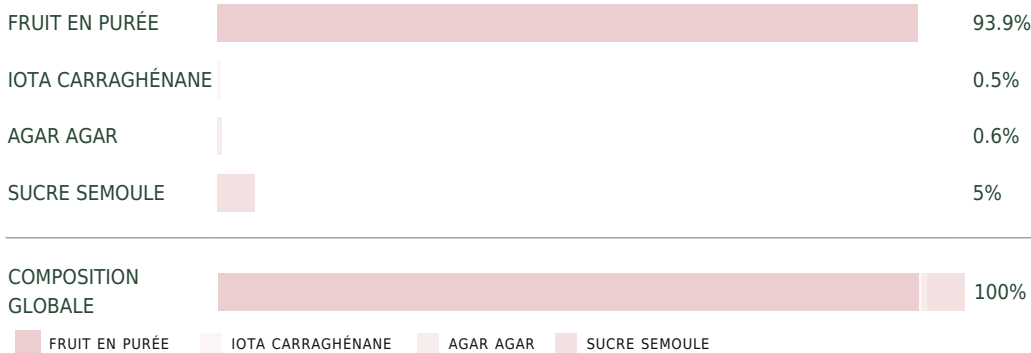 FRUIT EN PURÉE 93.9%
IOTA CARRAGHÉNANE 0.5%
AGAR AGAR 0.6%
SUCRE SEMOULE 5%
COMPOSITION
GLOBALE 100%
FRUIT EN PURÉE IOTA CARRAGHÉNANE AGAR AGAR SUCRE SEMOULE